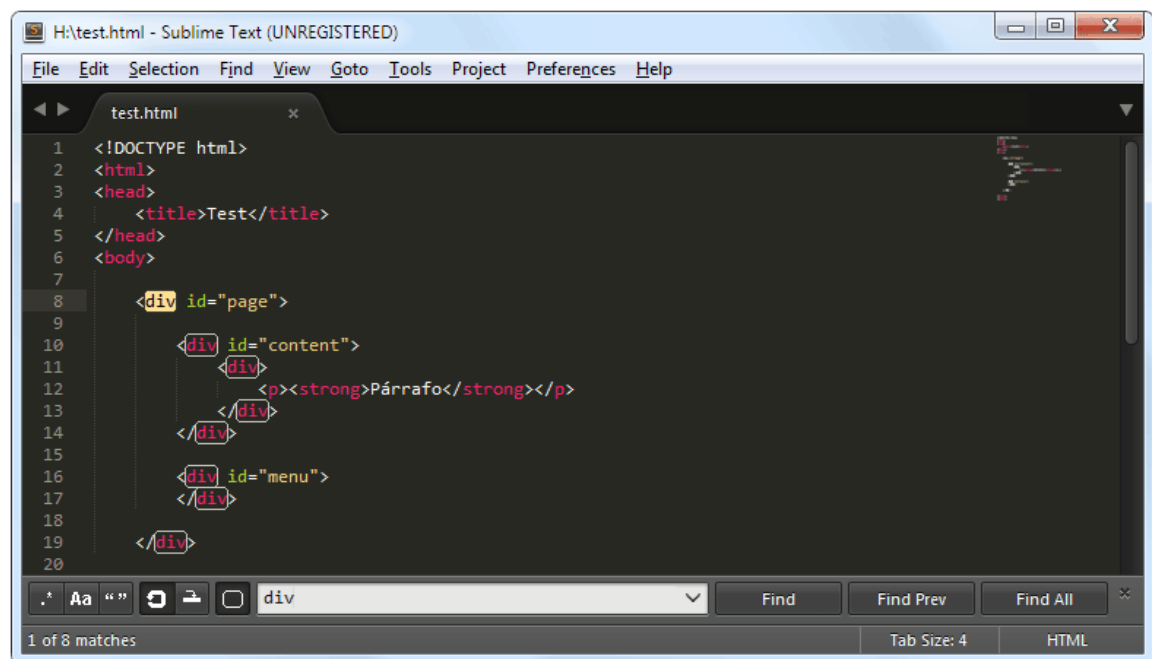 H:\test.html - Sublime Text (UNREGISTERED)
File Edit Selection Find View Goto Tools Project Preferences Help
test.html
1 <!DOCTYPE html>
2 <html>
3 <head>
4 <title>Test</title>
5 </head>
6 <body>
7
8 <div id="page">
9
10 <div id="content">
11 <div>
12 <p><strong>Párrafo</strong></p>
13 </div>
14 </div>
15
16 <div id="menu">
17 </div>
18
19 </div>
20
.* Aa “” div Find Find Prev Find All
1 of 8 matches Tab Size: 4 HTML